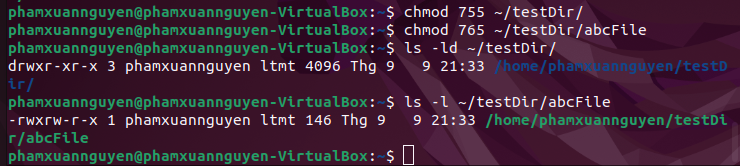 phamxuannguyen@phamxuannguyen-VirtualBox:~$ chmod 755 ~/testDir/
phamxuannguyen@phamxuannguyen-VirtualBox:~$ chmod 765 ~/testDir/abcFile
phamxuannguyen@phamxuannguyen-VirtualBox:~$ ls -ld ~/testDir/
drwxr-xr-x 3 phamxuannguyen ltmt 4096 Thg 9   9 21:33 /home/phamxuannguyen/testD
ir/
phamxuannguyen@phamxuannguyen-VirtualBox:~$ ls -l ~/testDir/abcFile
-rwxrw-r-x 1 phamxuannguyen ltmt 146 Thg 9   9 21:33 /home/phamxuannguyen/testDi
r/abcFile
phamxuannguyen@phamxuannguyen-VirtualBox:~$